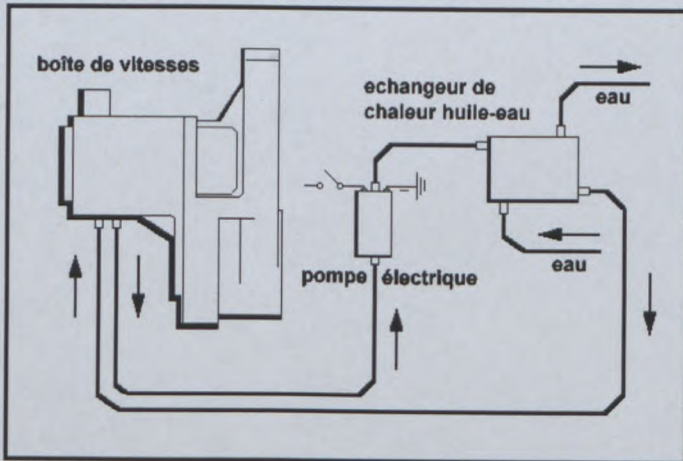 boîte de vitesses
echangeur de
chaleur huile-eau
eau
eau
pompe électrique